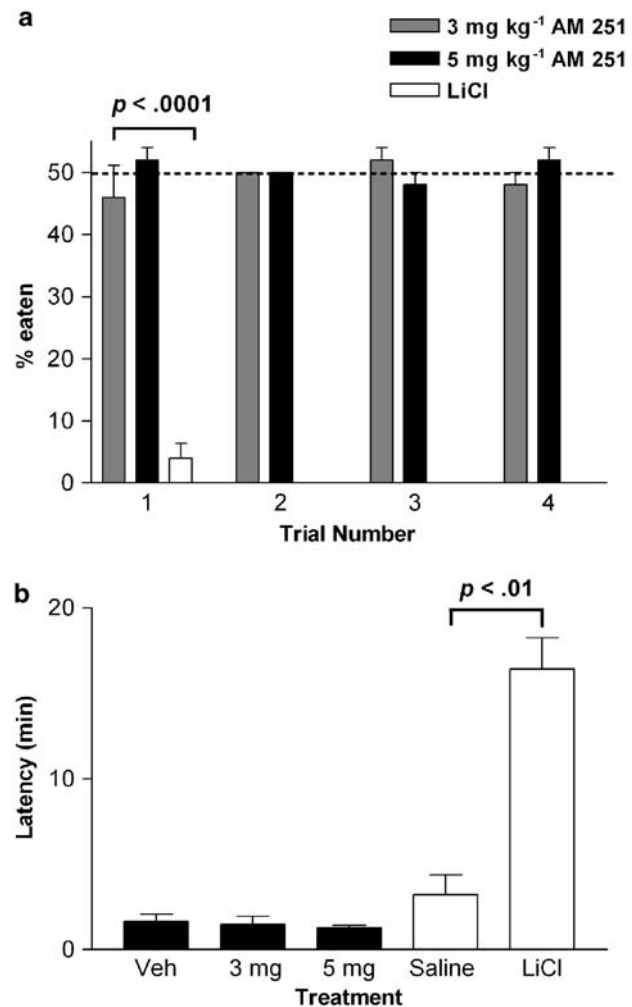 a
3 mg kg⁻¹ AM 251
5 mg kg⁻¹ AM 251
LiCl
p < .0001
50
40
30
20
10
0
% eaten
1 2 3 4
Trial Number
b
p < .01
20
10
0
Latency (min)
Veh 3 mg 5 mg Saline LiCl
Treatment